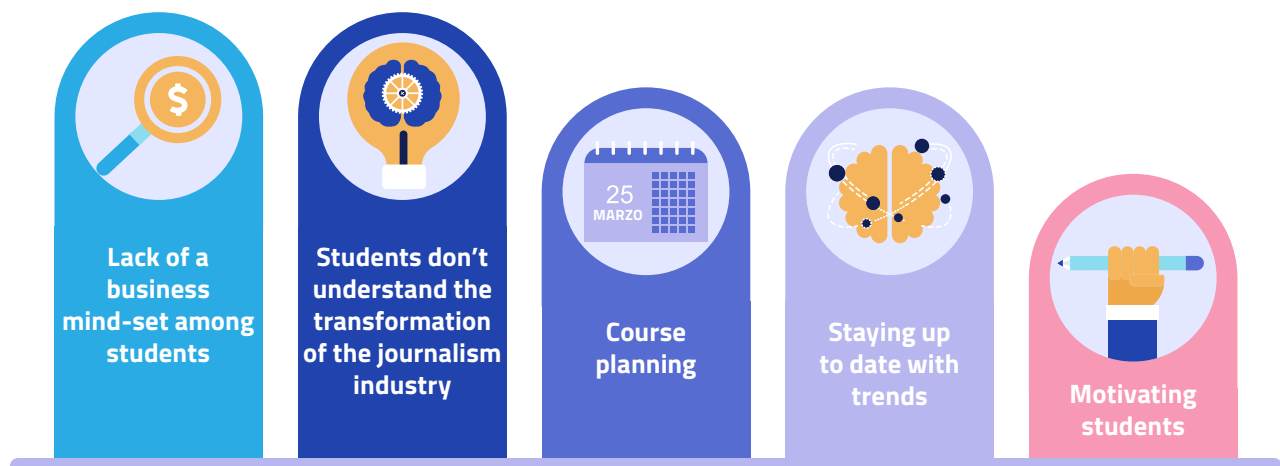 Lack of a
business
mind-set among
students
Students don’t
understand the
transformation
of the journalism
industry
25
MARZO
Course
planning
Staying up
to date with
trends
Motivating
students